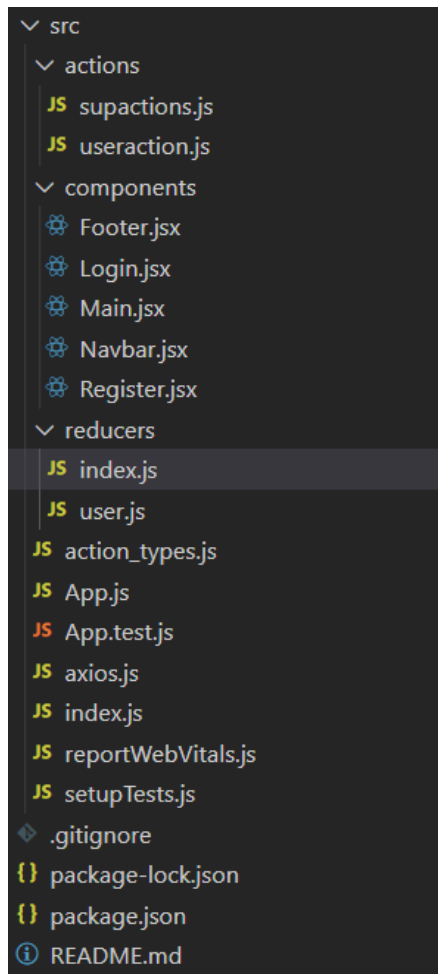 src
actions
JS supactions.js
JS useraction.js
components
Footer.jsx
Login.jsx
Main.jsx
Navbar.jsx
Register.jsx
reducers
JS index.js
JS user.js
JS action_types.js
JS App.js
JS App.test.js
JS axios.js
JS index.js
JS reportWebVitals.js
JS setupTests.js
.gitignore
{} package-lock.json
{} package.json
README.md